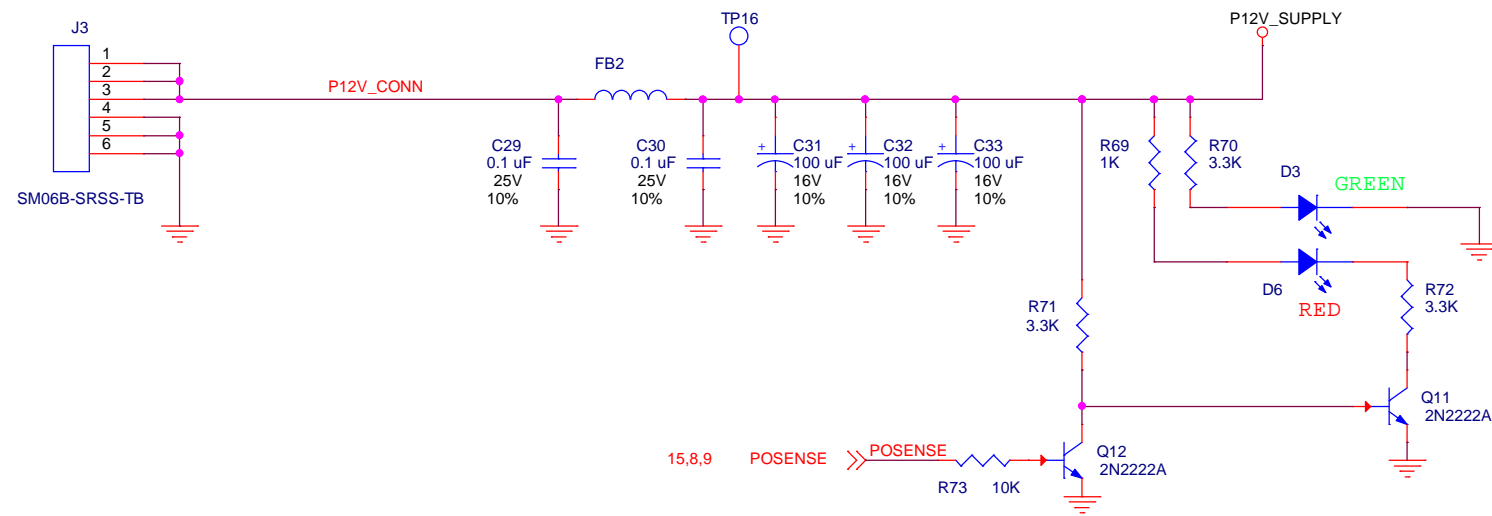 J3
1
2
3
4
5
6
SM06B-SRSS-TB
P12V_CONN
FB2
TP16
P12V_SUPPLY
C29
0.1 uF
25V
10%
C30
0.1 uF
25V
10%
+
C31
100 uF
16V
10%
+
C32
100 uF
16V
10%
+
C33
100 uF
16V
10%
R69
1K
R70
3.3K
D3
GREEN
D6
RED
R71
3.3K
R72
3.3K
Q11
2N2222A
15,8,9 POSENSE
POSENSE
R73 10K
Q12
2N2222A